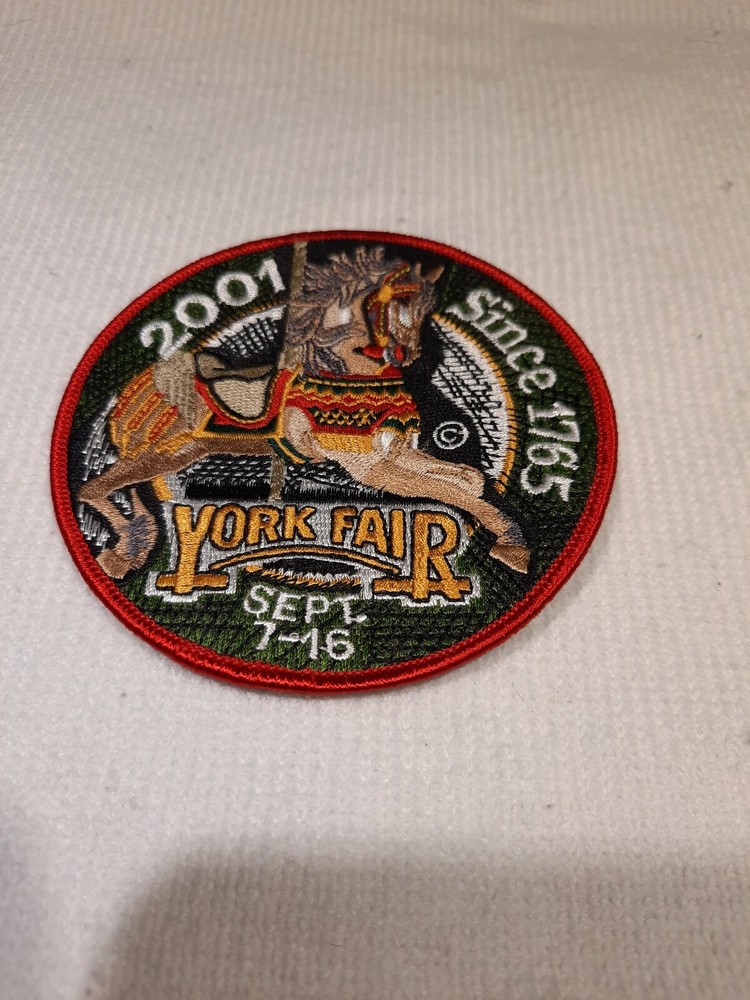 2001
Since 1765
©
YORK FAIR
SEPT.
7-16